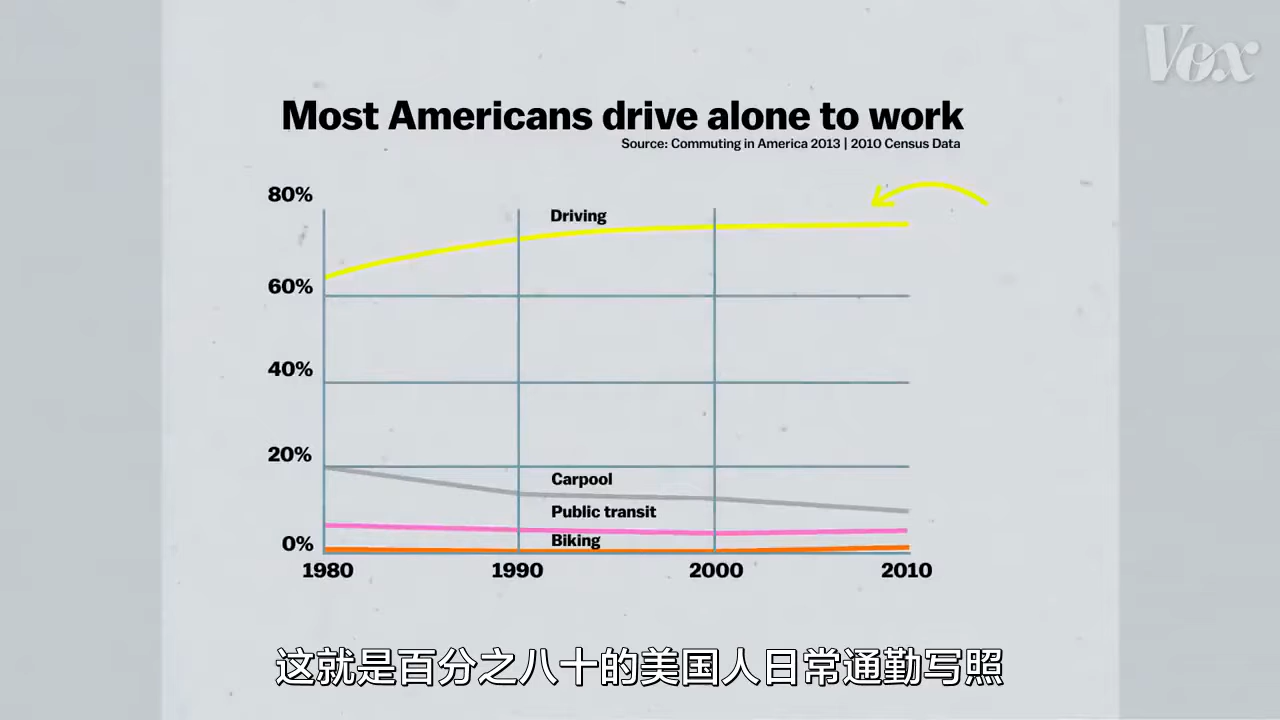 Vox
Most Americans drive alone to work
Source: Commuting in America 2013 | 2010 Census Data
80%
Driving
60%
40%
20%
Carpool
Public transit
Biking
0%
1980 1990 2000 2010
这就是百分之八十的美国人日常通勤写照